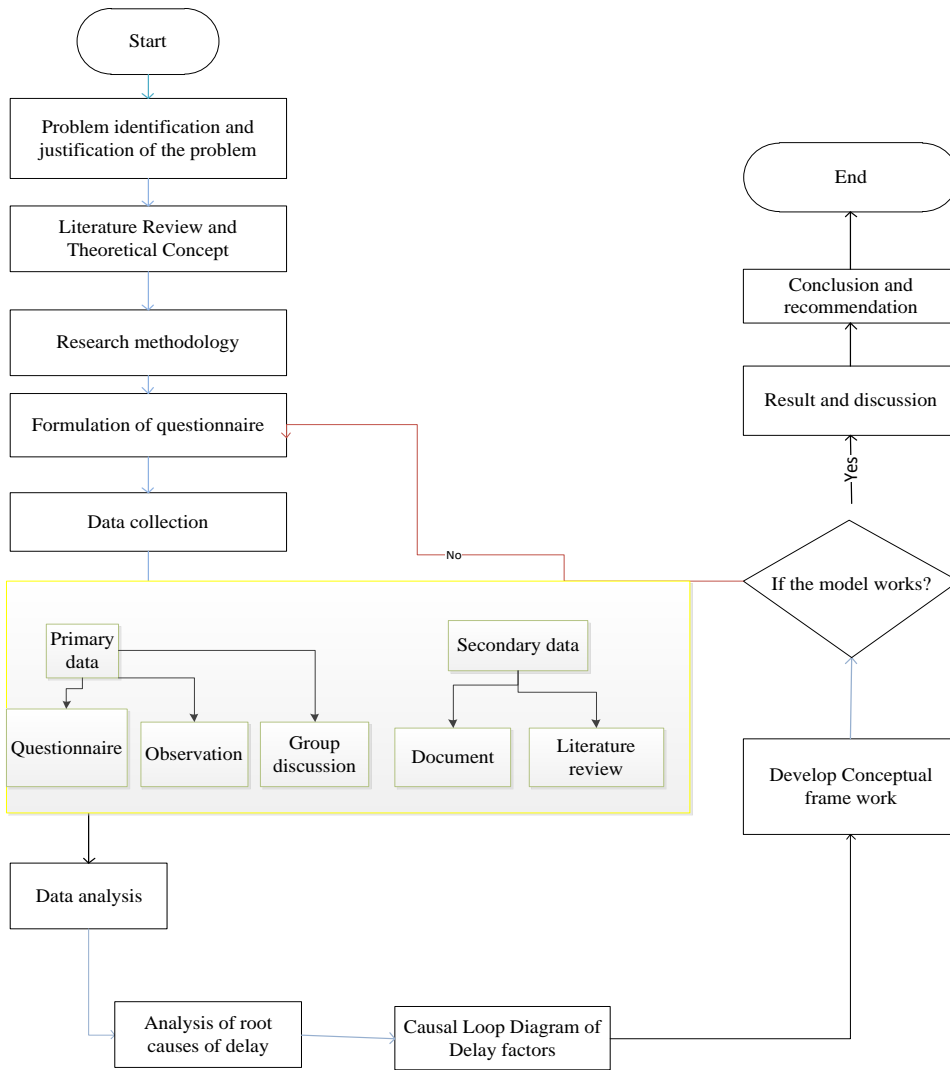 Start
Problem identification and
justification of the problem
Literature Review and
Theoretical Concept
Research methodology
Formulation of questionnaire
Data collection
Primary
data
Secondary data
Questionnaire
Observation
Group
discussion
Document
Literature
review
Data analysis
Analysis of root
causes of delay
Causal Loop Diagram of
Delay factors
Develop Conceptual
frame work
If the model works?
No
Yes
Result and discussion
Conclusion and
recommendation
End